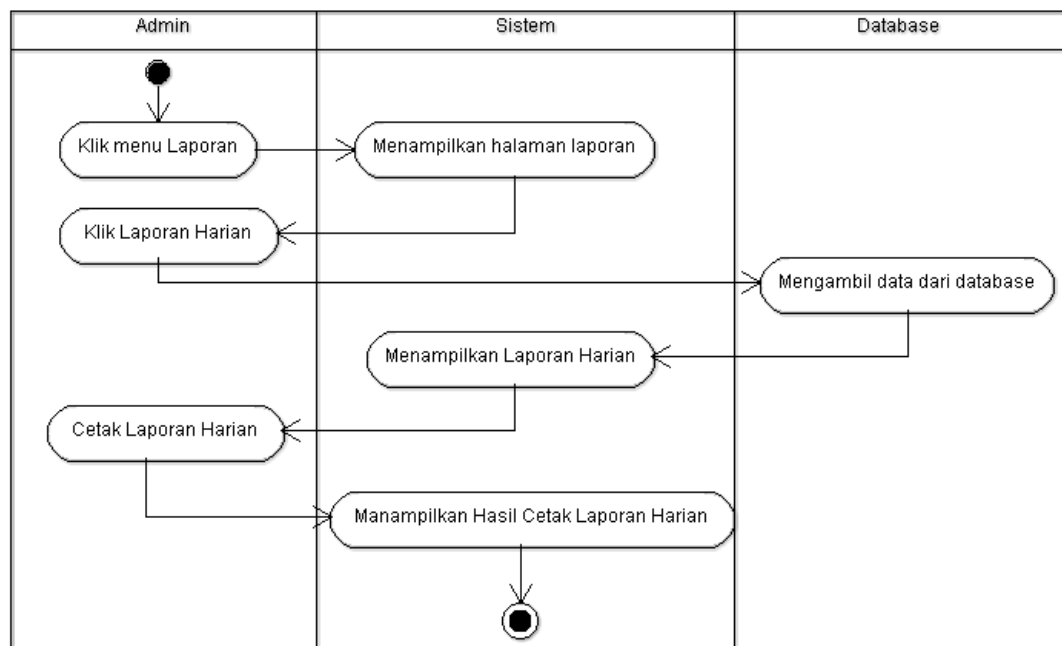 Admin
Sistem
Database
Klik menu Laporan
Menampilkan halaman laporan
Klik Laporan Harian
Mengambil data dari database
Menampilkan Laporan Harian
Cetak Laporan Harian
Manampilkan Hasil Cetak Laporan Harian